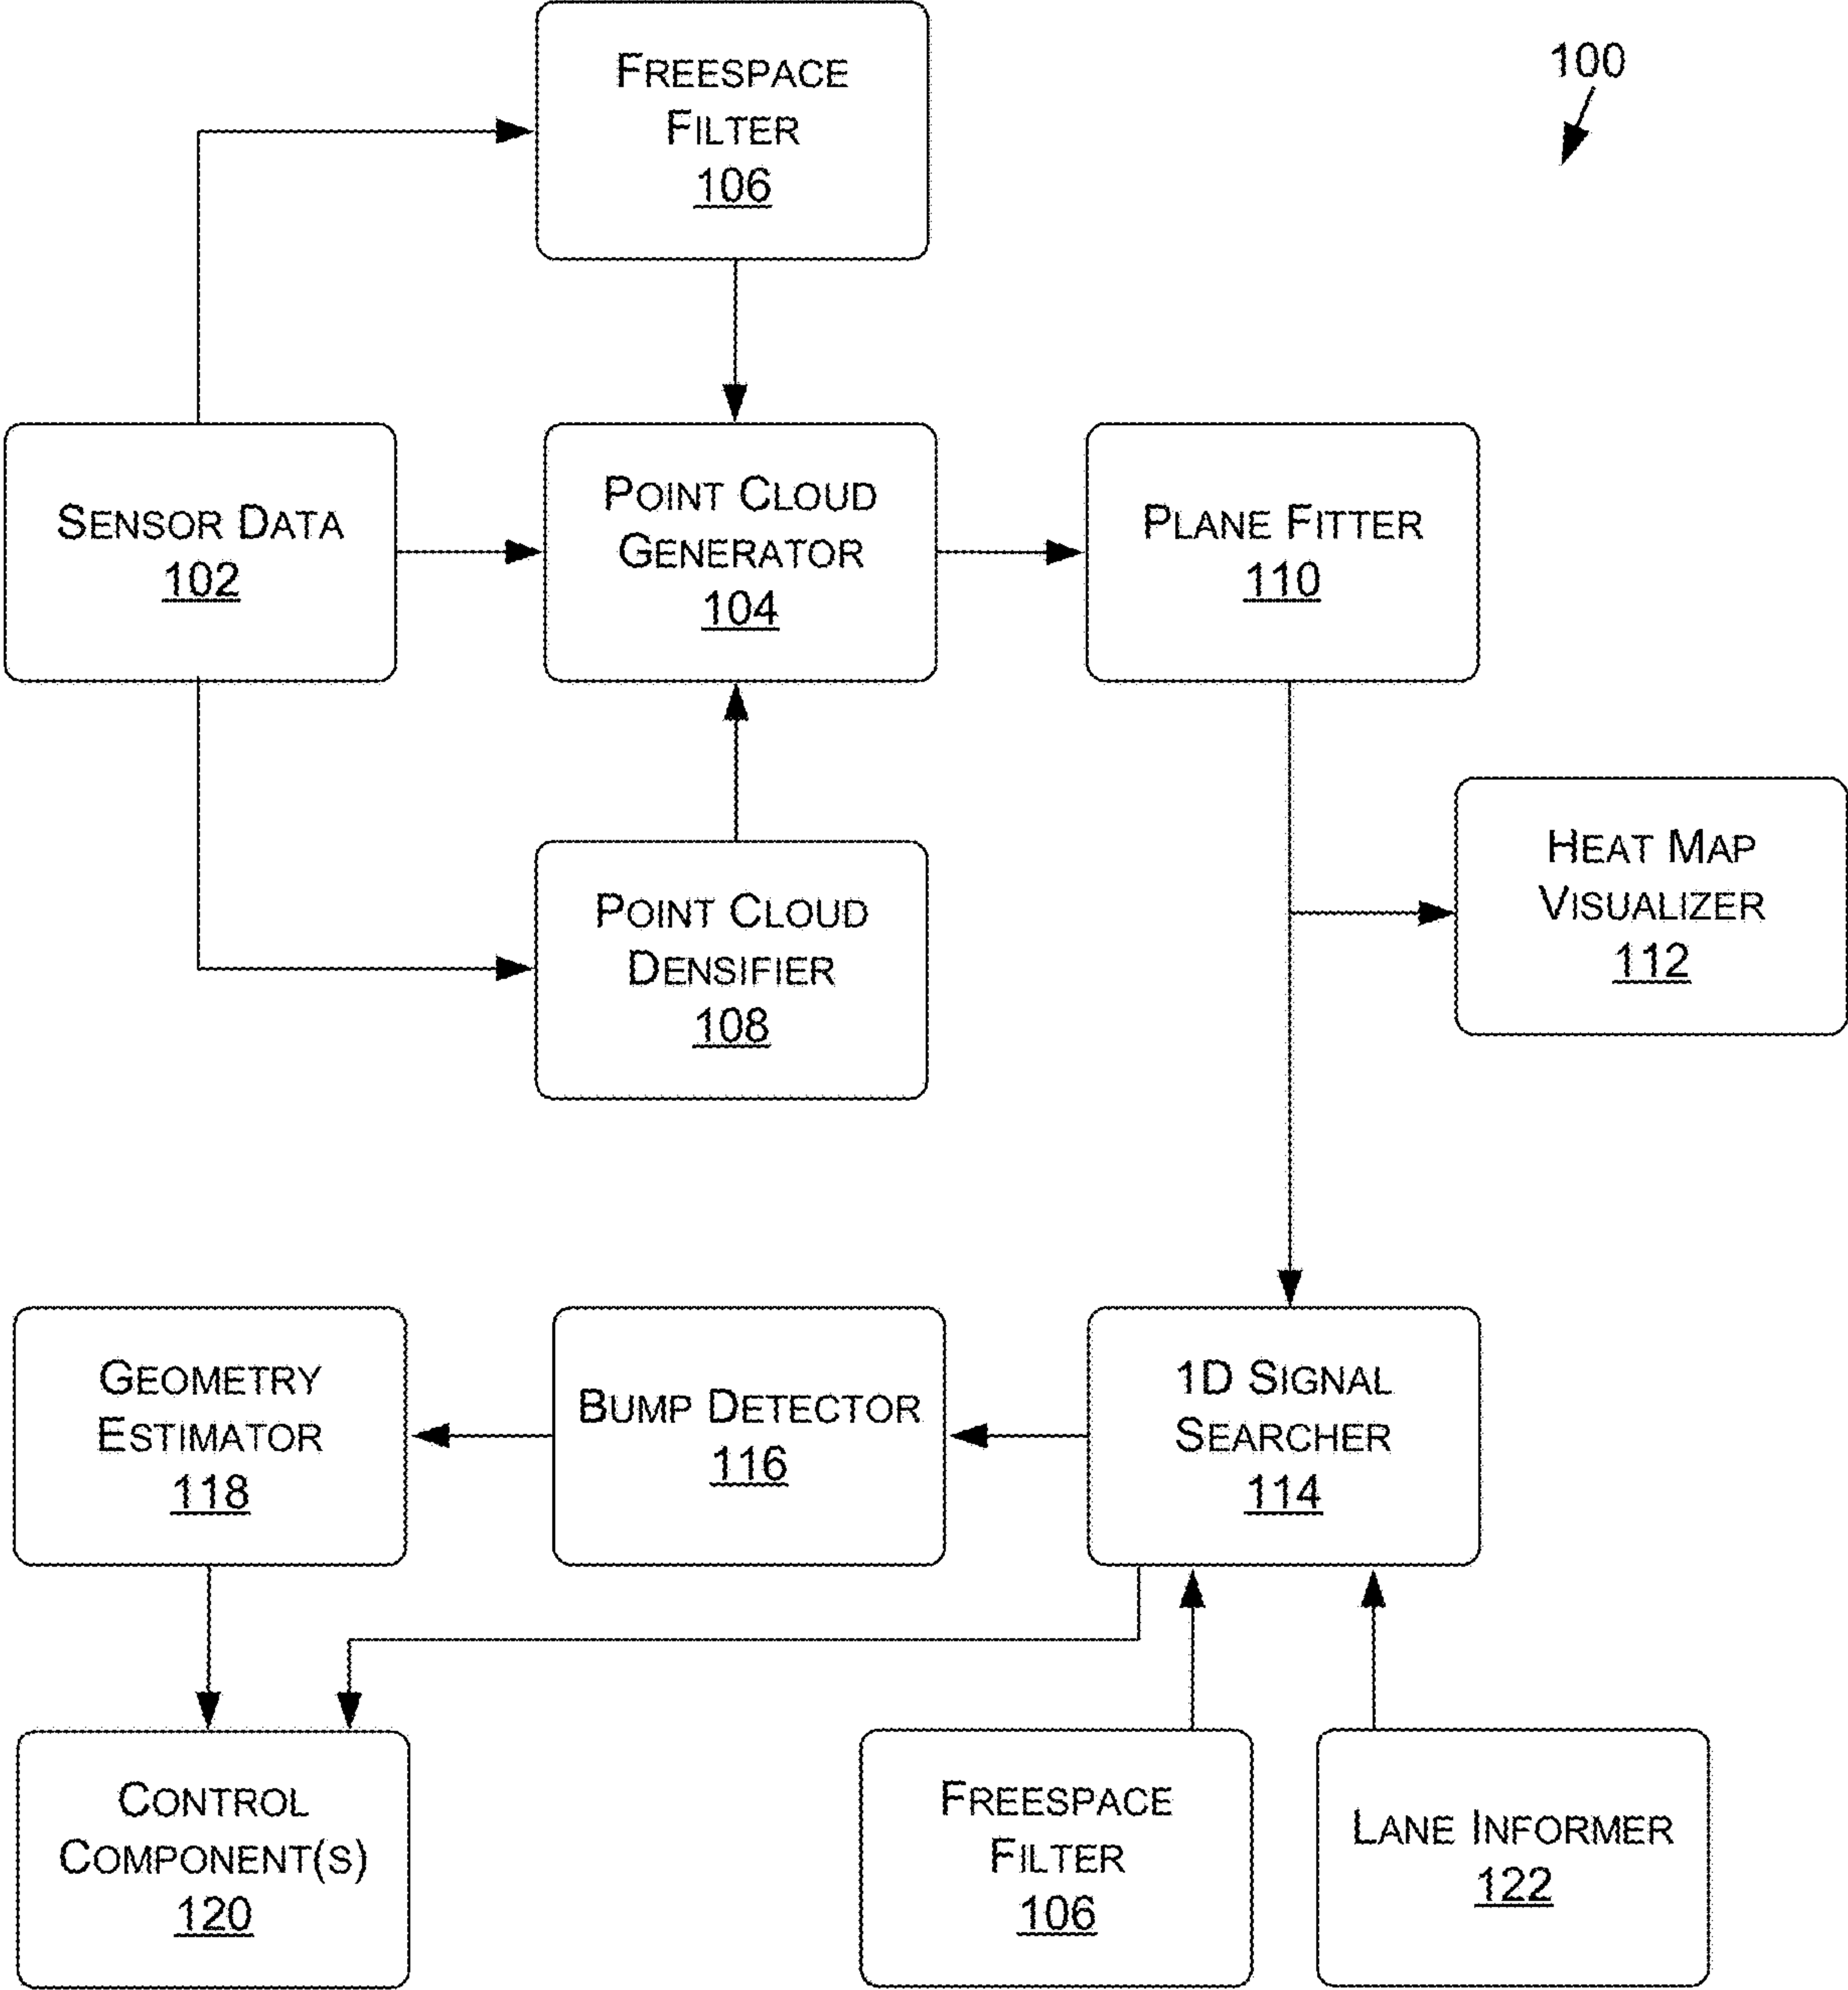 FREESPACE
FILTER
106
100
SENSOR DATA
102
POINT CLOUD
GENERATOR
104
PLANE FITTER
110
HEAT MAP
VISUALIZER
112
POINT CLOUD
DENSIFIER
108
GEOMETRY
ESTIMATOR
118
BUMP DETECTOR
116
1D SIGNAL
SEARCHER
114
CONTROL
COMPONENT(S)
120
FREESPACE
FILTER
106
LANE INFORMER
122